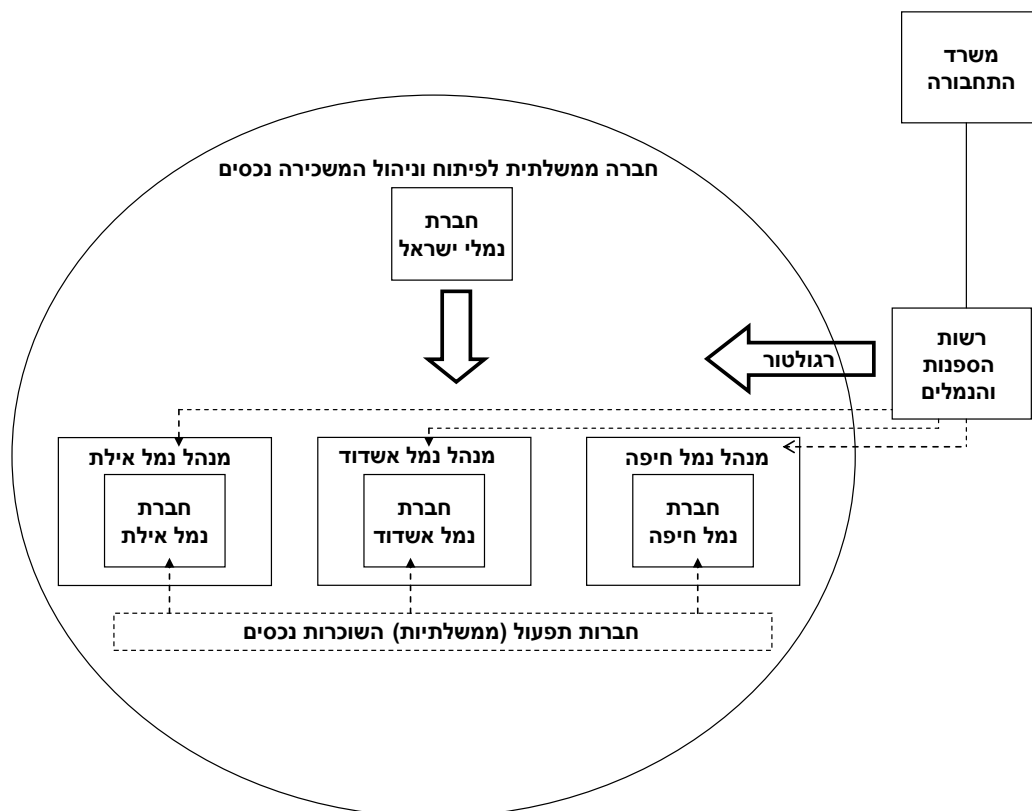 משרד
התחבורה
חברה ממשלתית לפיתוח וניהול המשכירה נכסים
חברת
נמלי ישראל
רשות
הספנות
והנמלים
רגולטור
מנהל נמל חיפה
חברת
נמל חיפה
מנהל נמל אשדוד
חברת
נמל אשדוד
מנהל נמל אילת
חברת
נמל אילת
חברות תפעול (ממשלתיות) השוכרות נכסים